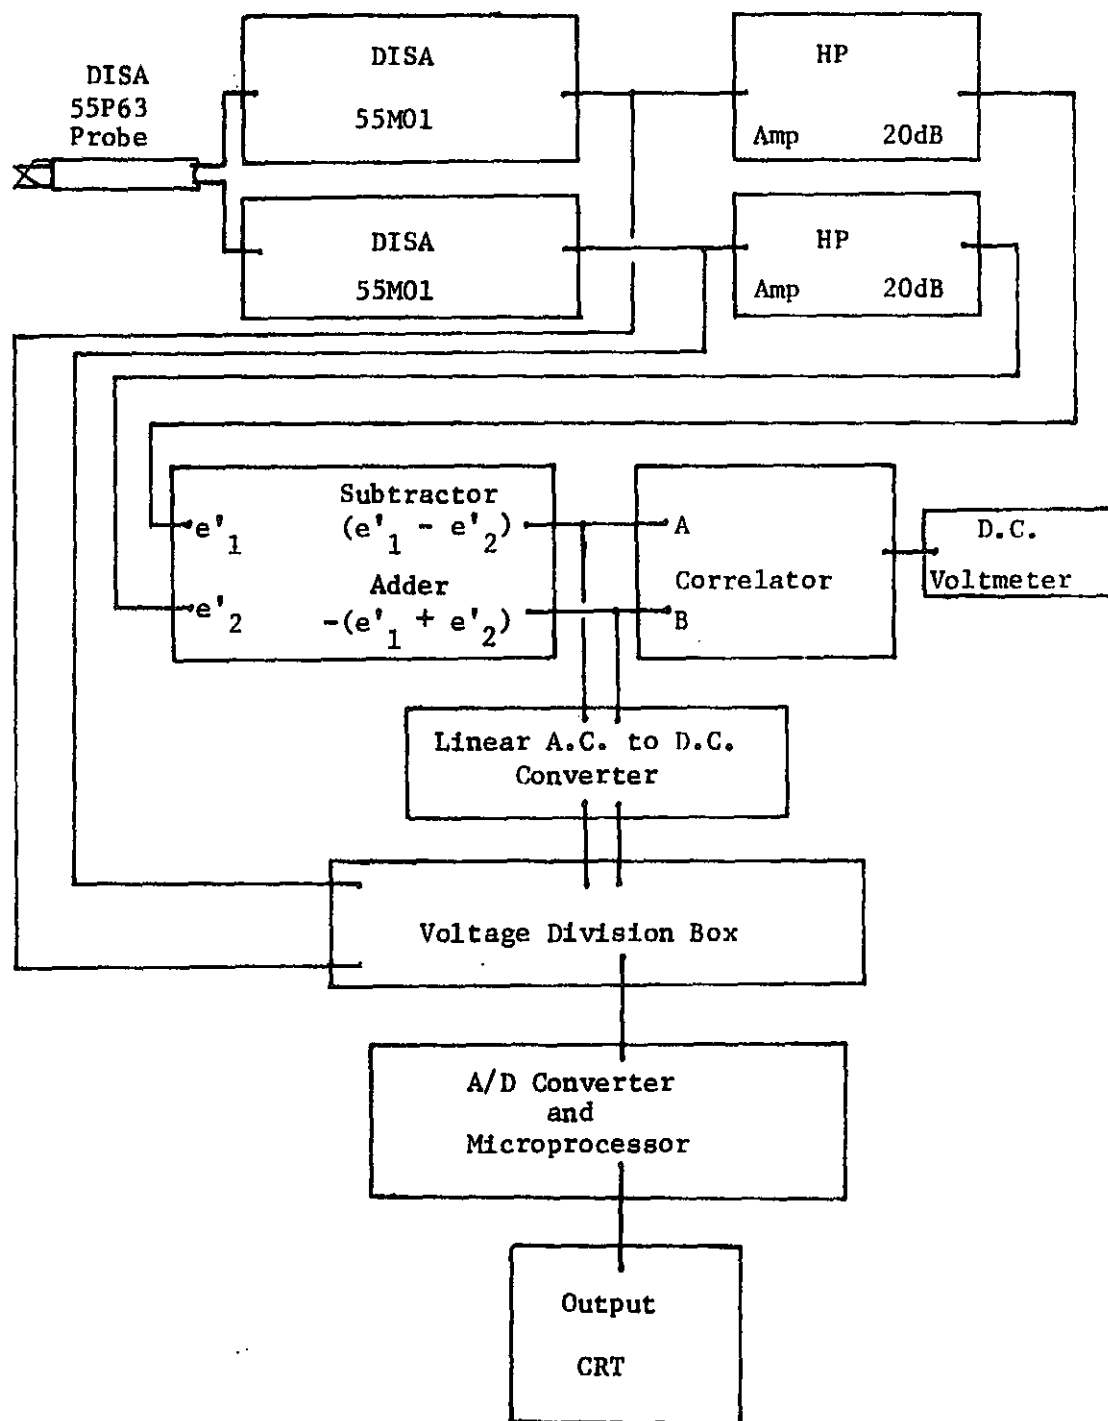 DISA
55P63
Probe
DISA
55M01
HP
Amp 20dB
DISA
55M01
HP
Amp 20dB
Subtractor
e'1 (e'1 - e'2)
Adder
e'2 -(e'1 + e'2)
A
Correlator
B
D.C.
Voltmeter
Linear A.C. to D.C.
Converter
Voltage Division Box
A/D Converter
and
Microprocessor
Output
CRT